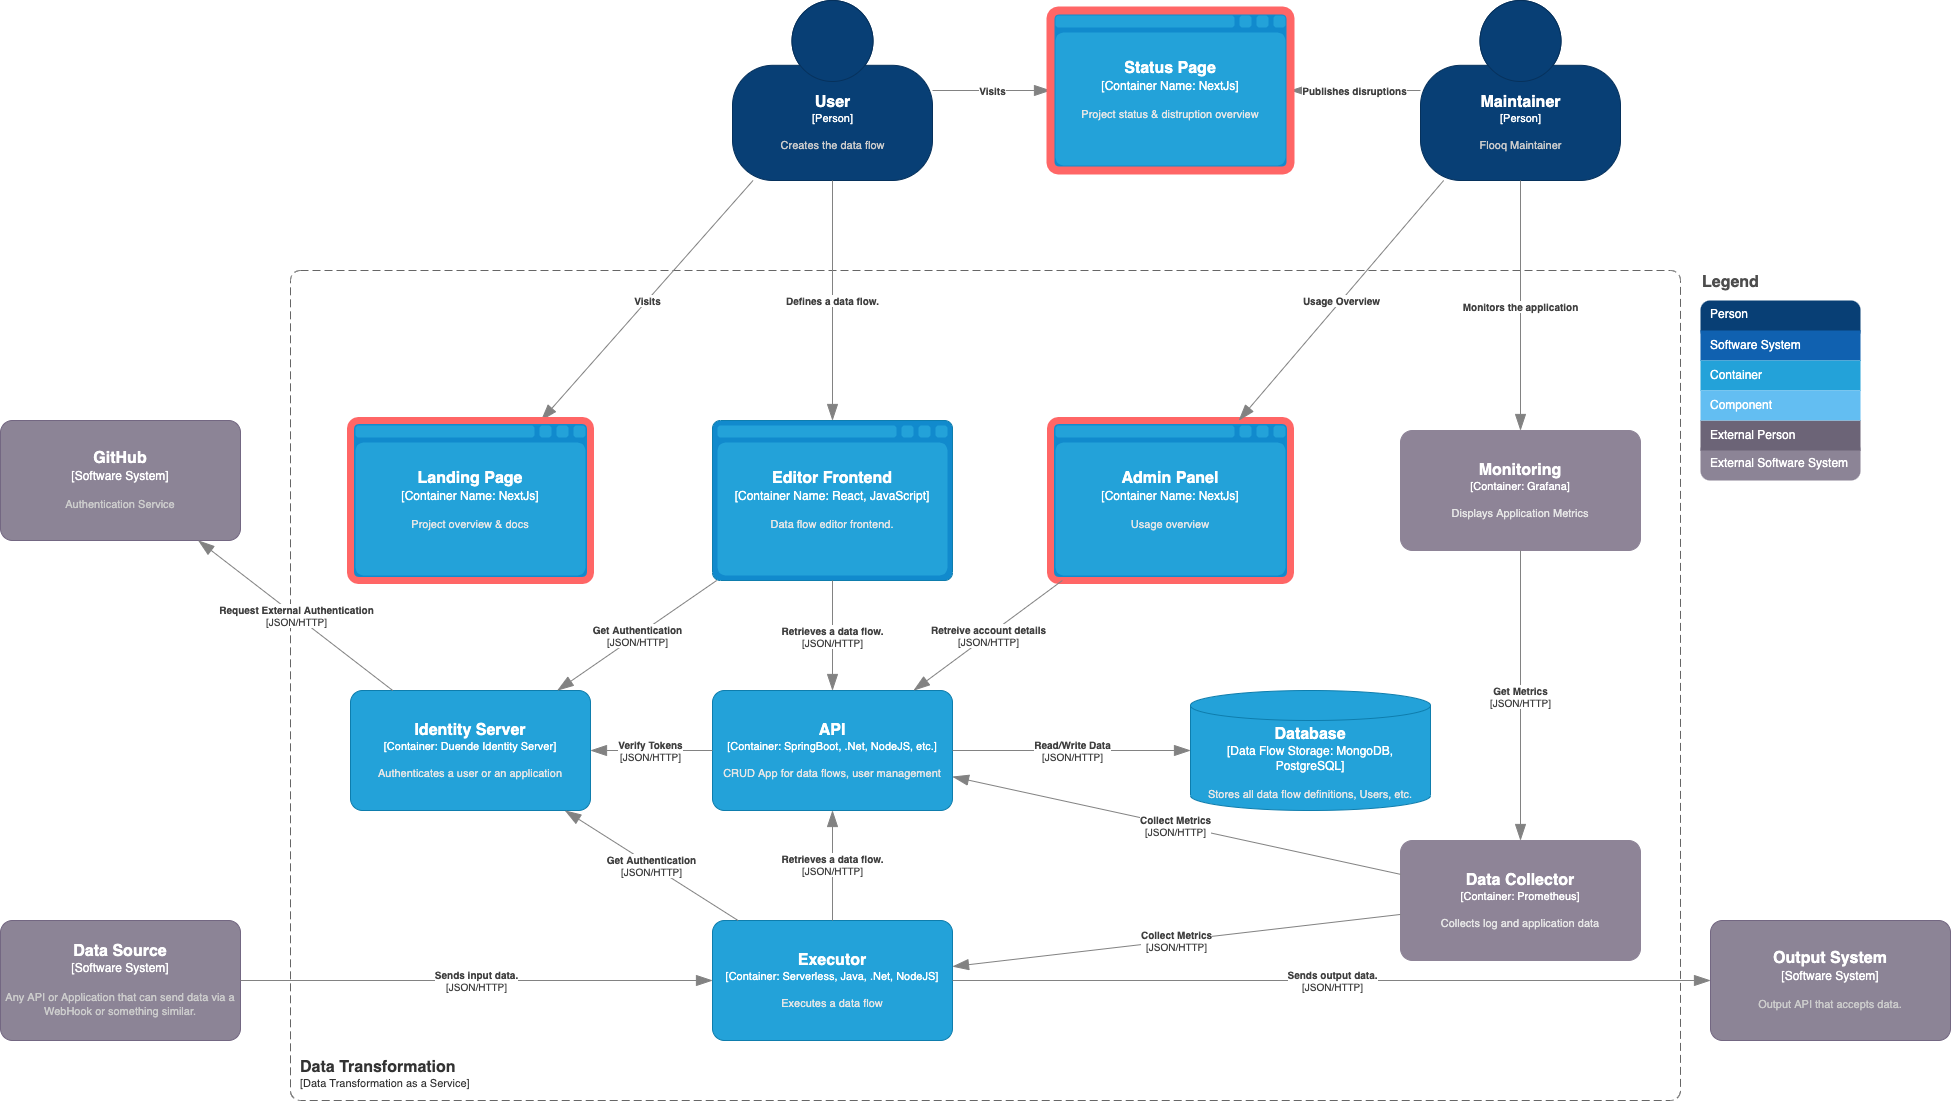 User
[Person]
Creates the data flow
Visits
Status Page
[Container Name: NextJs]
Project status & distruption overview
Publishes disruptions
Maintainer
[Person]
Flooq Maintainer
Visits
Defines a data flow.
Usage Overview
Monitors the application
Legend
Person
Software System
Container
Component
External Person
External Software System
GitHub
[Software System]
Authentication Service
Landing Page
[Container Name: NextJs]
Project overview & docs
Editor Frontend
[Container Name: React, JavaScript]
Data flow editor frontend.
Admin Panel
[Container Name: NextJs]
Usage overview
Monitoring
[Container: Grafana]
Displays Application Metrics
Request External Authentication
[JSON/HTTP]
Get Authentication
[JSON/HTTP]
Retrieves a data flow.
[JSON/HTTP]
Retreive account details
[JSON/HTTP]
Get Metrics
[JSON/HTTP]
Identity Server
[Container: Duende Identity Server]
Authenticates a user or an application
Verify Tokens
[JSON/HTTP]
API
[Container: SpringBoot, .Net, NodeJS, etc.]
CRUD App for data flows, user management
Read/Write Data
[JSON/HTTP]
Database
[Data Flow Storage: MongoDB,
PostgreSQL]
Stores all data flow definitions, Users, etc.
Collect Metrics
[JSON/HTTP]
Get Authentication
[JSON/HTTP]
Retrieves a data flow.
[JSON/HTTP]
Data Collector
[Container: Prometheus]
Collects log and application data
Collect Metrics
[JSON/HTTP]
Data Source
[Software System]
Any API or Application that can send data via a
WebHook or something similar.
Sends input data.
[JSON/HTTP]
Executor
[Container: Serverless, Java, .Net, NodeJS]
Executes a data flow
Sends output data.
[JSON/HTTP]
Output System
[Software System]
Output API that accepts data.
Data Transformation
[Data Transformation as a Service]